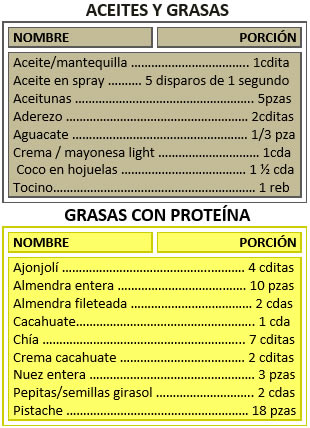 ACEITES Y GRASAS
NOMBRE PORCIÓN
Aceite/mantequilla ................................ 1cdita
Aceite en spray .......... 5 disparos de 1 segundo
Aceitunas ................................................ 5pzas
Aderezo ................................................ 2cditas
Aguacate .............................................. 1/3 pza
Crema / mayonesa light ............................ 1cda
Coco en hojuelas .................................. 1 ½ cda
Tocino...................................................... 1 reb
GRASAS CON PROTEÍNA
NOMBRE PORCIÓN
Ajonjolí ................................................. 4 cditas
Almendra entera .................................. 10 pzas
Almendra fileteada ................................ 2 cdas
Cacahuate................................................ 1 cda
Chía ...................................................... 7 cditas
Crema cacahuate ................................. 2 cditas
Nuez entera ............................................ 3 pzas
Pepitas/semillas girasol .......................... 2 cdas
Pistache ................................................ 18 pzas